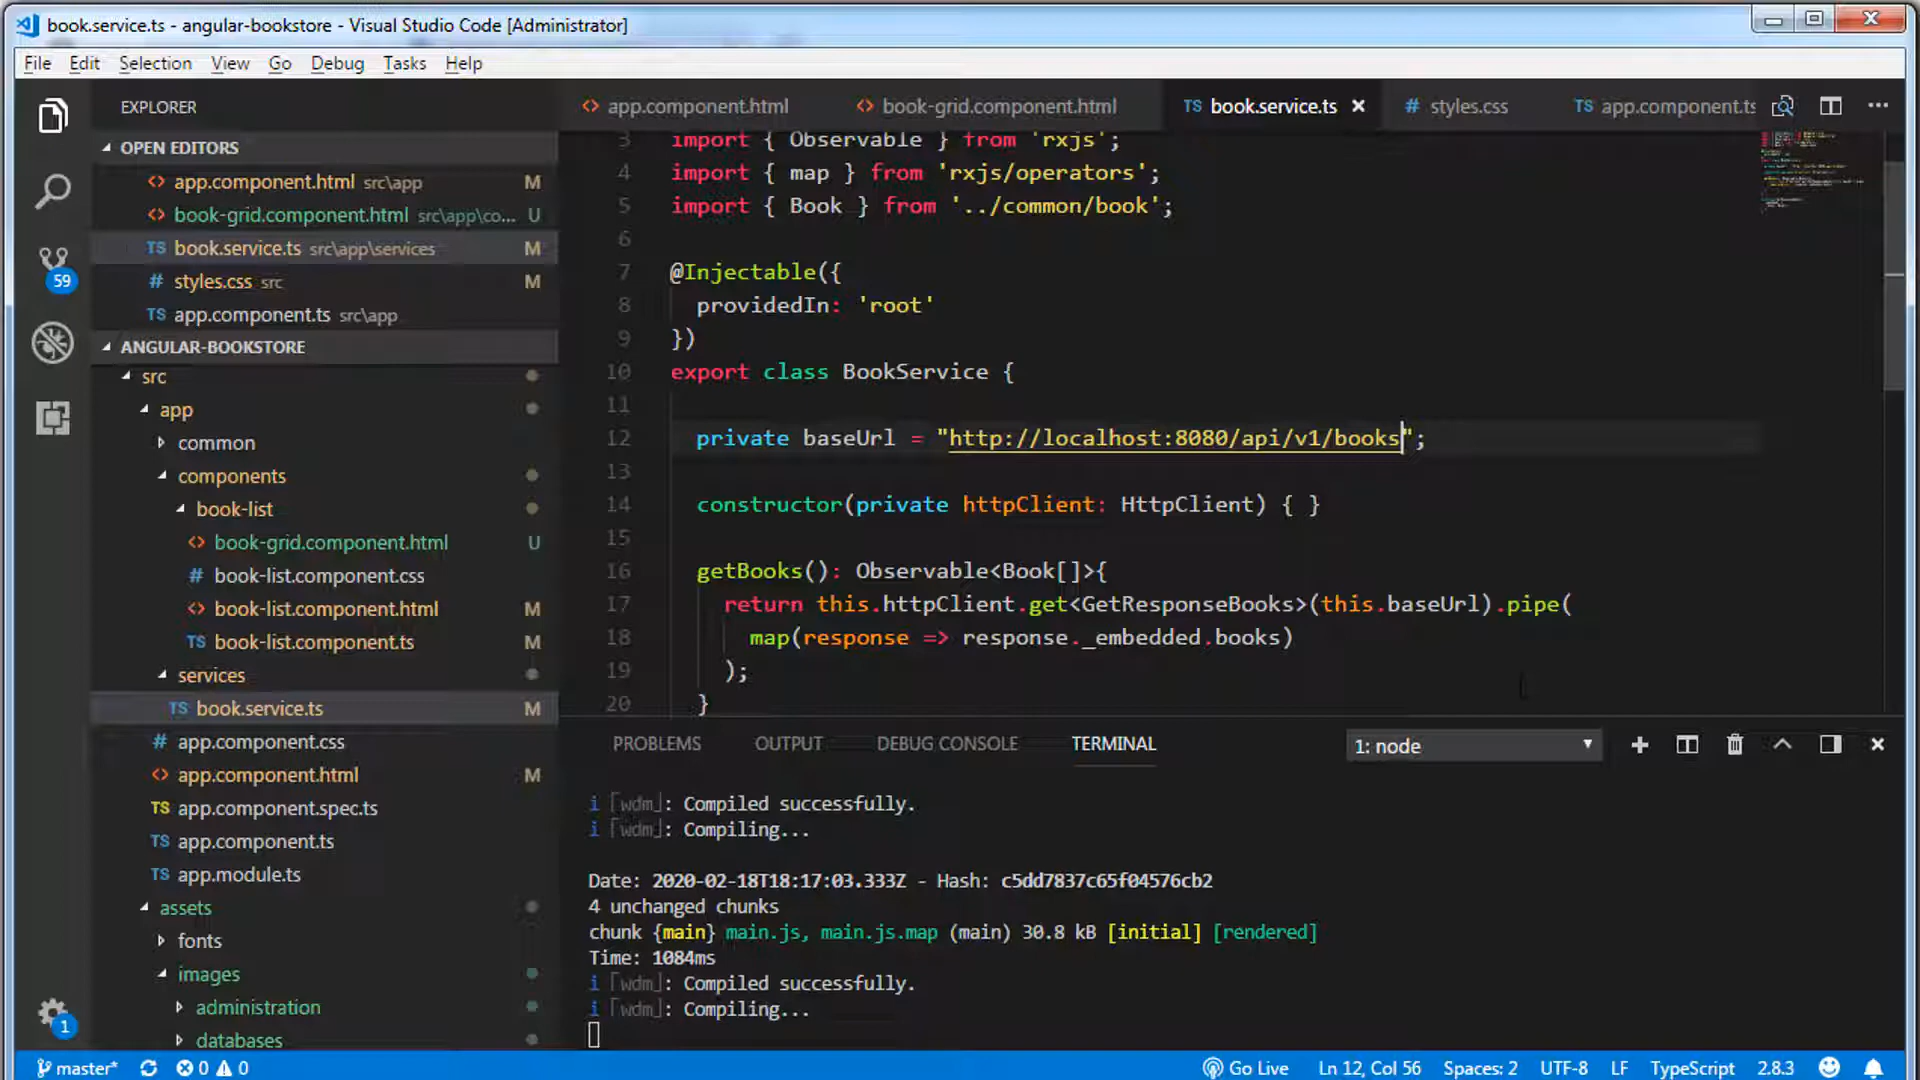 book.service.ts - angular-bookstore - Visual Studio Code [Administrator]
File Edit Selection View Go Debug Tasks Help
EXPLORER
OPEN EDITORS
app.component.html src\app M
book-grid.component.html src\app\co... U
book.service.ts src\app\services M
styles.css src M
app.component.ts src\app
ANGULAR-BOOKSTORE
src
app
common
components
book-list
book-grid.component.html U
book-list.component.css
book-list.component.html M
book-list.component.ts M
services
book.service.ts M
app.component.css
app.component.html M
app.component.spec.ts
app.component.ts
app.module.ts
assets
fonts
images
administration
databases
59
1
app.component.html book-grid.component.html TS book.service.ts # styles.css TS app.component.ts
3 import { Observable } from 'rxjs';
4 import { map } from 'rxjs/operators';
5 import { Book } from '../common/book';
6
7 @Injectable({
8 providedIn: 'root'
9 })
10 export class BookService {
11
12 private baseUrl = "http://localhost:8080/api/v1/books";
13
14 constructor(private httpClient: HttpClient) { }
15
16 getBooks(): Observable<Book[]>{
17 return this.httpClient.get<GetResponseBooks>(this.baseUrl).pipe(
18 map(response => response._embedded.books)
19 );
20 }
PROBLEMS OUTPUT DEBUG CONSOLE TERMINAL 1: node
i ｢wdm｣: Compiled successfully.
i ｢wdm｣: Compiling...
Date: 2020-02-18T18:17:03.333Z - Hash: c5dd7837c65f04576cb2
4 unchanged chunks
chunk {main} main.js, main.js.map (main) 30.8 kB [initial] [rendered]
Time: 1084ms
i ｢wdm｣: Compiled successfully.
i ｢wdm｣: Compiling...
master* 0 0 Go Live Ln 12, Col 56 Spaces: 2 UTF-8 LF TypeScript 2.8.3